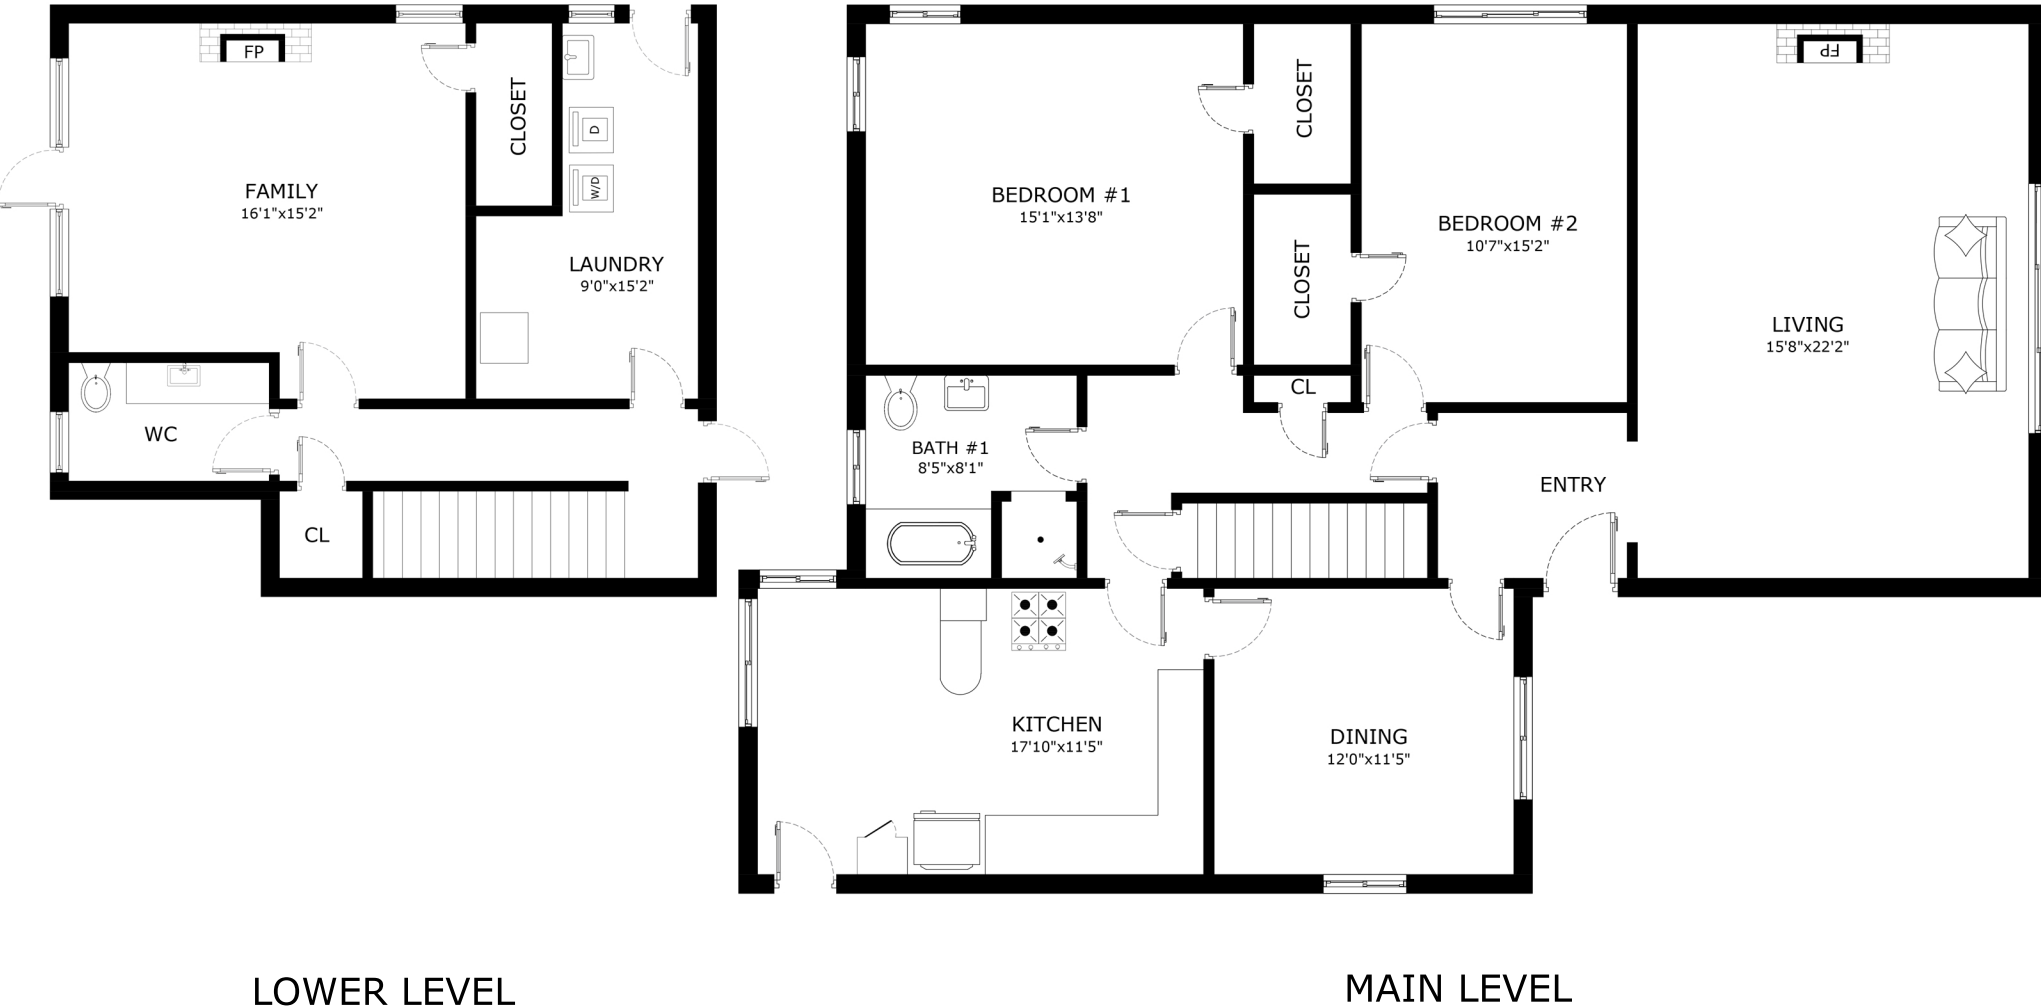 FP
CLOSET
D
W/D
FAMILY
16'1"x15'2"
LAUNDRY
9'0"x15'2"
WC
CL
LOWER LEVEL
FP
CLOSET
BEDROOM #1
15'1"x13'8"
BEDROOM #2
10'7"x15'2"
CLOSET
LIVING
15'8"x22'2"
CL
BATH #1
8'5"x8'1"
ENTRY
KITCHEN
17'10"x11'5"
DINING
12'0"x11'5"
MAIN LEVEL